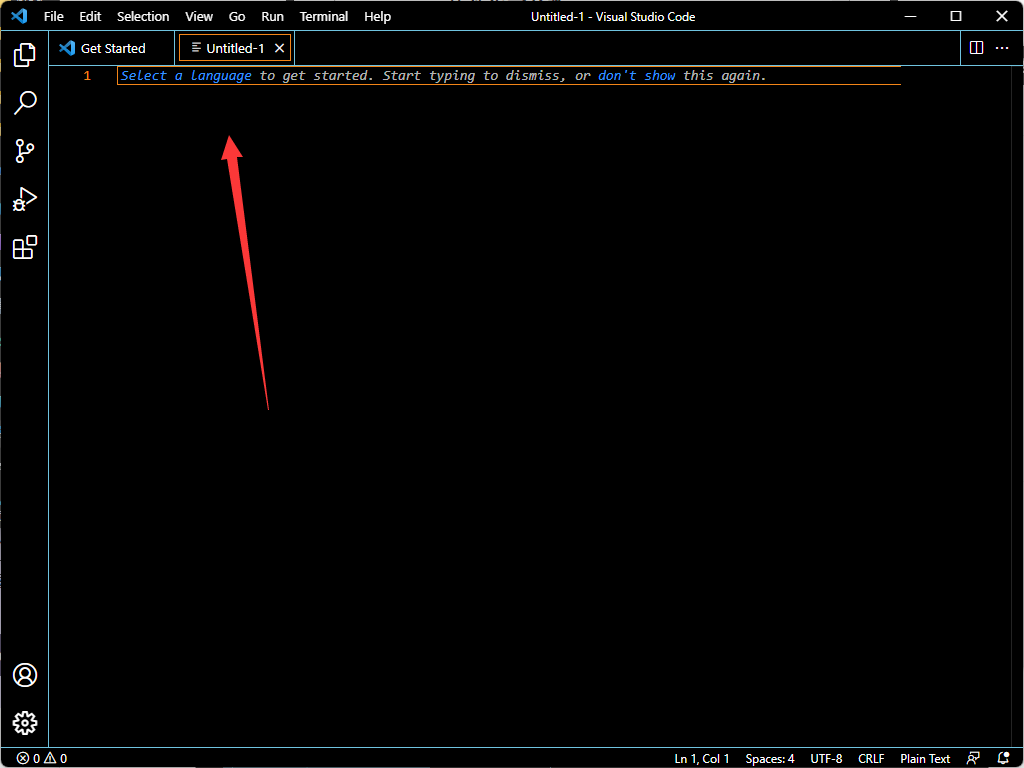 File Edit Selection View Go Run Terminal Help Untitled-1 - Visual Studio Code
Get Started Untitled-1
1 Select a language to get started. Start typing to dismiss, or don't show this again.
0 0 Ln 1, Col 1 Spaces: 4 UTF-8 CRLF Plain Text